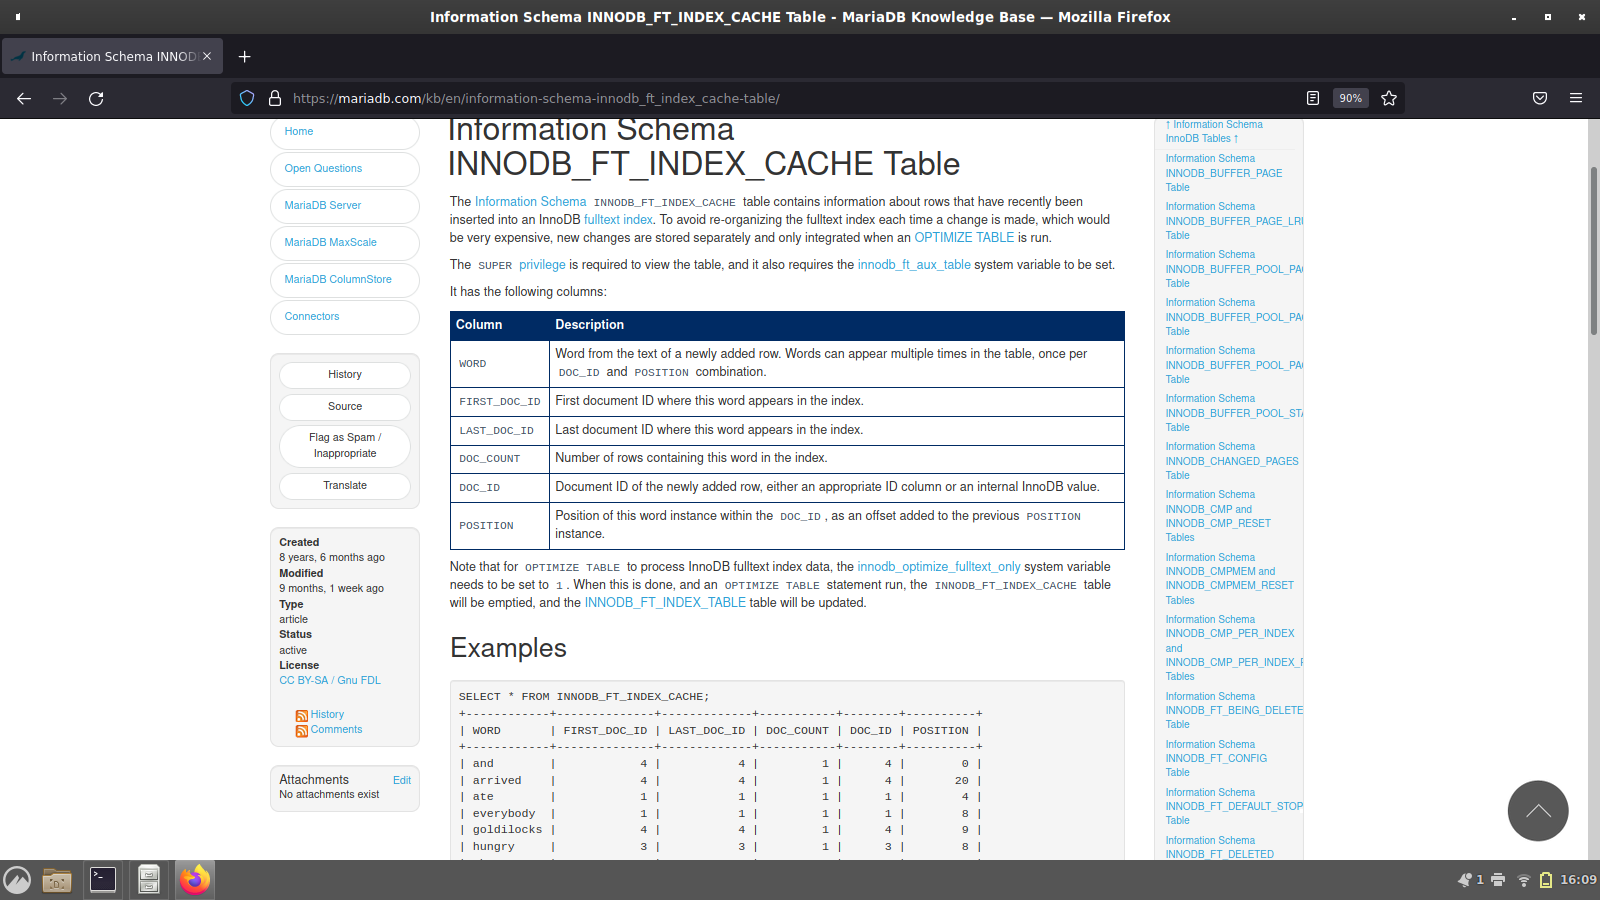 Information Schema INNODB_FT_INDEX_CACHE Table - MariaDB Knowledge Base — Mozilla Firefox
Information Schema INNOD
https://mariadb.com/kb/en/information-schema-innodb_ft_index_cache-table/
90%
Home
Open Questions
MariaDB Server
MariaDB MaxScale
MariaDB ColumnStore
Connectors
History
Source
Flag as Spam /
Inappropriate
Translate
Created
8 years, 6 months ago
Modified
9 months, 1 week ago
Type
article
Status
active
License
CC BY-SA / Gnu FDL
History
Comments
Attachments Edit
No attachments exist
Information Schema
INNODB_FT_INDEX_CACHE Table
The Information Schema INNODB_FT_INDEX_CACHE table contains information about rows that have recently been
inserted into an InnoDB fulltext index. To avoid re-organizing the fulltext index each time a change is made, which would
be very expensive, new changes are stored separately and only integrated when an OPTIMIZE TABLE is run.
The SUPER privilege is required to view the table, and it also requires the innodb_ft_aux_table system variable to be set.
It has the following columns:
Column Description
WORD Word from the text of a newly added row. Words can appear multiple times in the table, once per
DOC_ID and POSITION combination.
FIRST_DOC_ID First document ID where this word appears in the index.
LAST_DOC_ID Last document ID where this word appears in the index.
DOC_COUNT Number of rows containing this word in the index.
DOC_ID Document ID of the newly added row, either an appropriate ID column or an internal InnoDB value.
POSITION Position of this word instance within the DOC_ID, as an offset added to the previous POSITION
instance.
Note that for OPTIMIZE TABLE to process InnoDB fulltext index data, the innodb_optimize_fulltext_only system variable
needs to be set to 1. When this is done, and an OPTIMIZE TABLE statement run, the INNODB_FT_INDEX_CACHE table
will be emptied, and the INNODB_FT_INDEX_TABLE table will be updated.
Examples
SELECT * FROM INNODB_FT_INDEX_CACHE;
+------------+--------------+-------------+-----------+--------+----------+
| WORD       | FIRST_DOC_ID | LAST_DOC_ID | DOC_COUNT | DOC_ID | POSITION |
+------------+--------------+-------------+-----------+--------+----------+
| and        |            4 |           4 |         1 |      4 |        0 |
| arrived    |            4 |           4 |         1 |      4 |       20 |
| ate        |            1 |           1 |         1 |      1 |        4 |
| everybody  |            1 |           1 |         1 |      1 |        8 |
| goldilocks |            4 |           4 |         1 |      4 |        9 |
| hungry     |            3 |           3 |         1 |      3 |        8 |
↑ Information Schema
InnoDB Tables ↑
Information Schema
INNODB_BUFFER_PAGE
Table
Information Schema
INNODB_BUFFER_PAGE_LR
Table
Information Schema
INNODB_BUFFER_POOL_PA
Table
Information Schema
INNODB_BUFFER_POOL_PA
Table
Information Schema
INNODB_BUFFER_POOL_PA
Table
Information Schema
INNODB_BUFFER_POOL_STA
Table
Information Schema
INNODB_CHANGED_PAGES
Table
Information Schema
INNODB_CMP and
INNODB_CMP_RESET
Tables
Information Schema
INNODB_CMPMEM and
INNODB_CMPMEM_RESET
Tables
Information Schema
INNODB_CMP_PER_INDEX
and
INNODB_CMP_PER_INDEX_R
Tables
Information Schema
INNODB_FT_BEING_DELETE
Table
Information Schema
INNODB_FT_CONFIG
Table
Information Schema
INNODB_FT_DEFAULT_STOP
Table
Information Schema
INNODB_FT_DELETED
1
16:09